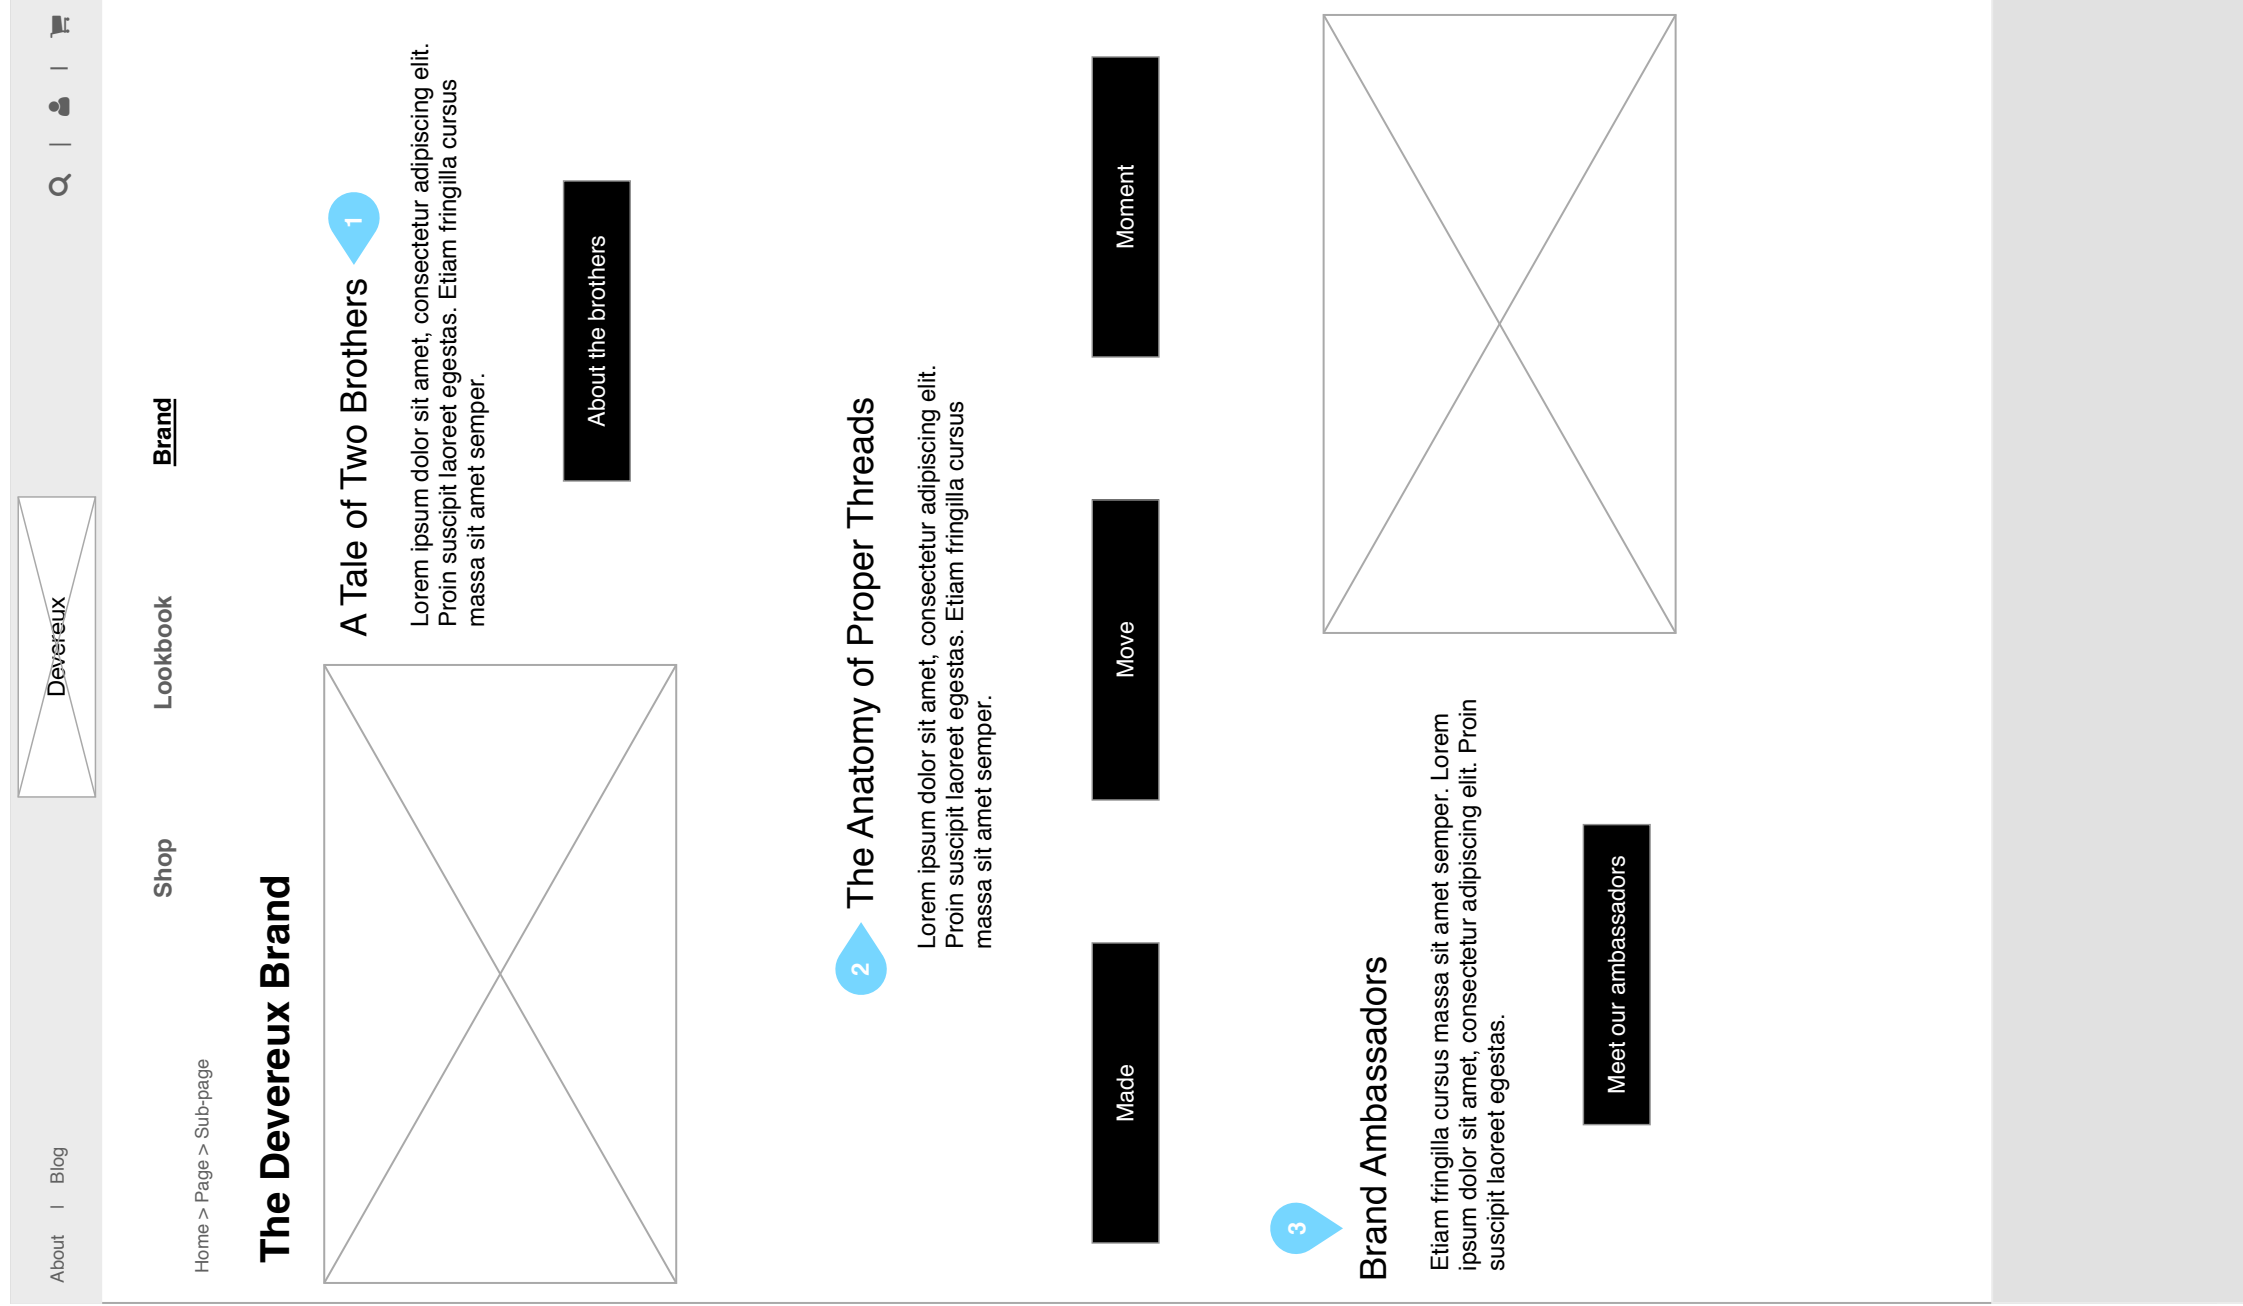 About | Blog
Devereux
Shop
Lookbook
Brand
Home > Page > Sub-page
The Devereux Brand
A Tale of Two Brothers
1
Lorem ipsum dolor sit amet, consectetur adipiscing elit.
Proin suscipit laoreet egestas. Etiam fringilla cursus
massa sit amet semper.
About the brothers
2
The Anatomy of Proper Threads
Lorem ipsum dolor sit amet, consectetur adipiscing elit.
Proin suscipit laoreet egestas. Etiam fringilla cursus
massa sit amet semper.
Made
Move
Moment
3
Brand Ambassadors
Etiam fringilla cursus massa sit amet semper. Lorem
ipsum dolor sit amet, consectetur adipiscing elit. Proin
suscipit laoreet egestas.
Meet our ambassadors